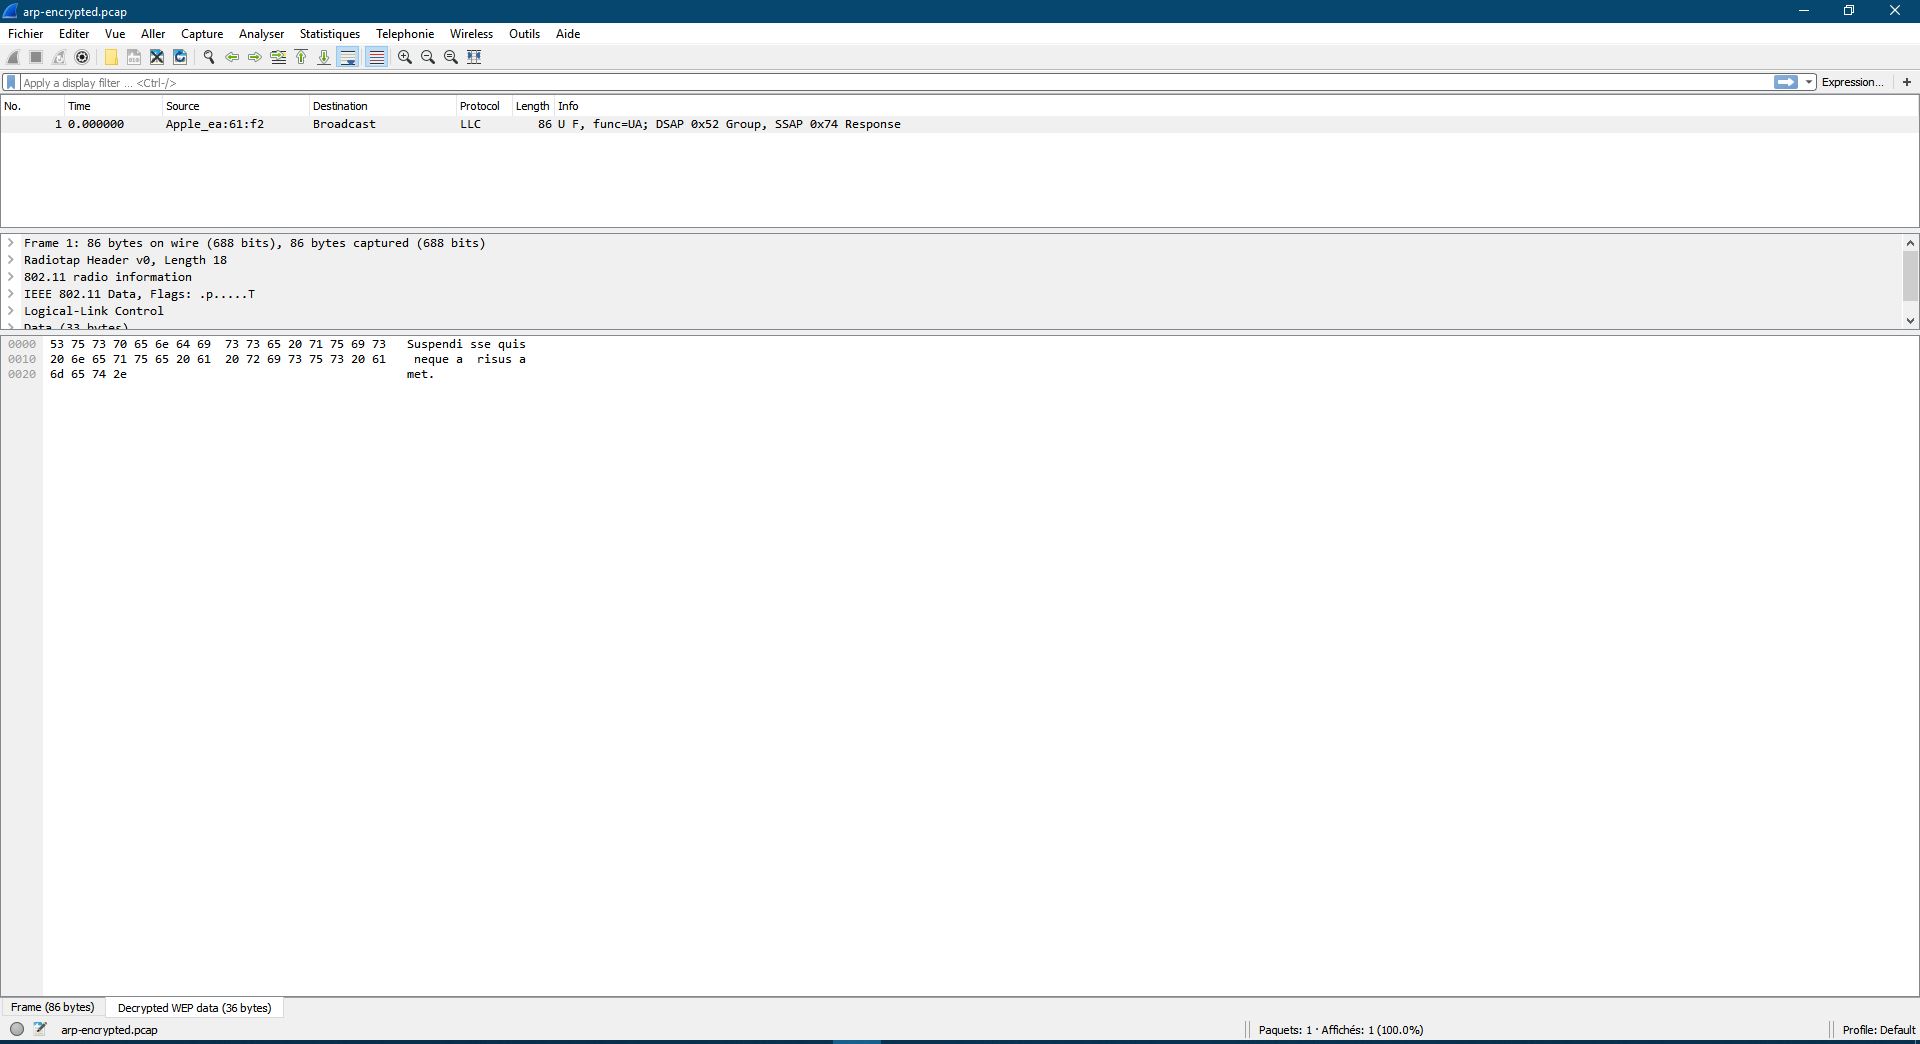 arp-encrypted.pcap
Fichier Editer Vue Aller Capture Analyser Statistiques Telephonie Wireless Outils Aide
Apply a display filter ... <Ctrl-/> Expression... +
No. Time Source Destination Protocol Length Info
1 0.000000 Apple_ea:61:f2 Broadcast LLC 86 U F, func=UA; DSAP 0x52 Group, SSAP 0x74 Response
Frame 1: 86 bytes on wire (688 bits), 86 bytes captured (688 bits)
Radiotap Header v0, Length 18
802.11 radio information
IEEE 802.11 Data, Flags: .p.....T
Logical-Link Control
Data (33 bytes)
0000 53 75 73 70 65 6e 64 69 73 73 65 20 71 75 69 73 Suspendi sse quis
0010 20 6e 65 71 75 65 20 61 20 72 69 73 75 73 20 61 neque a risus a
0020 6d 65 74 2e met.
Frame (86 bytes) Decrypted WEP data (36 bytes)
arp-encrypted.pcap Paquets: 1 · Affichés: 1 (100.0%) Profile: Default